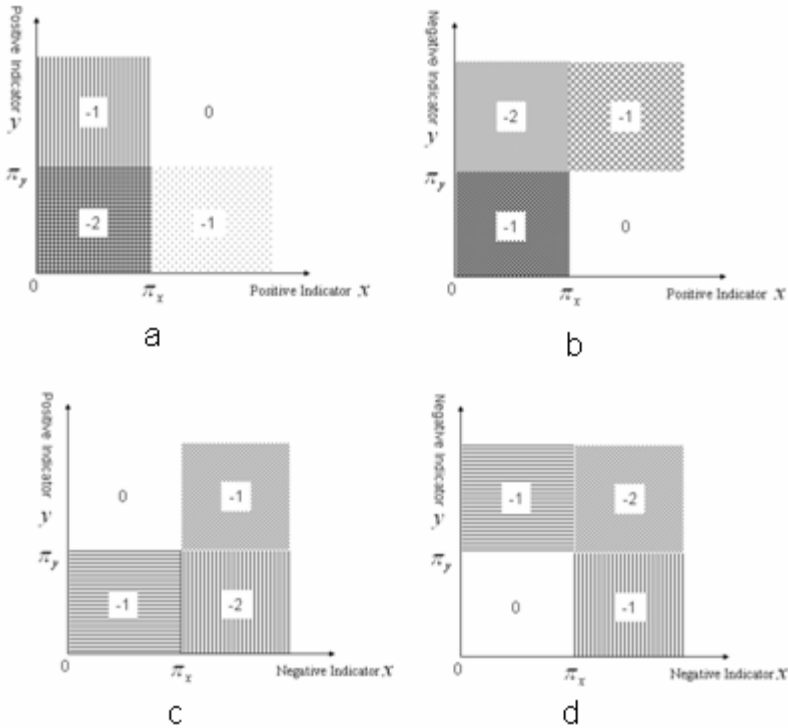 Positive Indicator y
-1
0
π_y
-2
-1
0
π_x
Positive Indicator x
a
Negative Indicator y
-2
-1
π_y
-1
0
0
π_x
Positive Indicator x
b
Positive Indicator y
0
-1
π_y
-1
-2
0
π_x
Negative Indicator x
c
Negative Indicator y
-1
-2
π_y
0
-1
0
π_x
Negative Indicator x
d